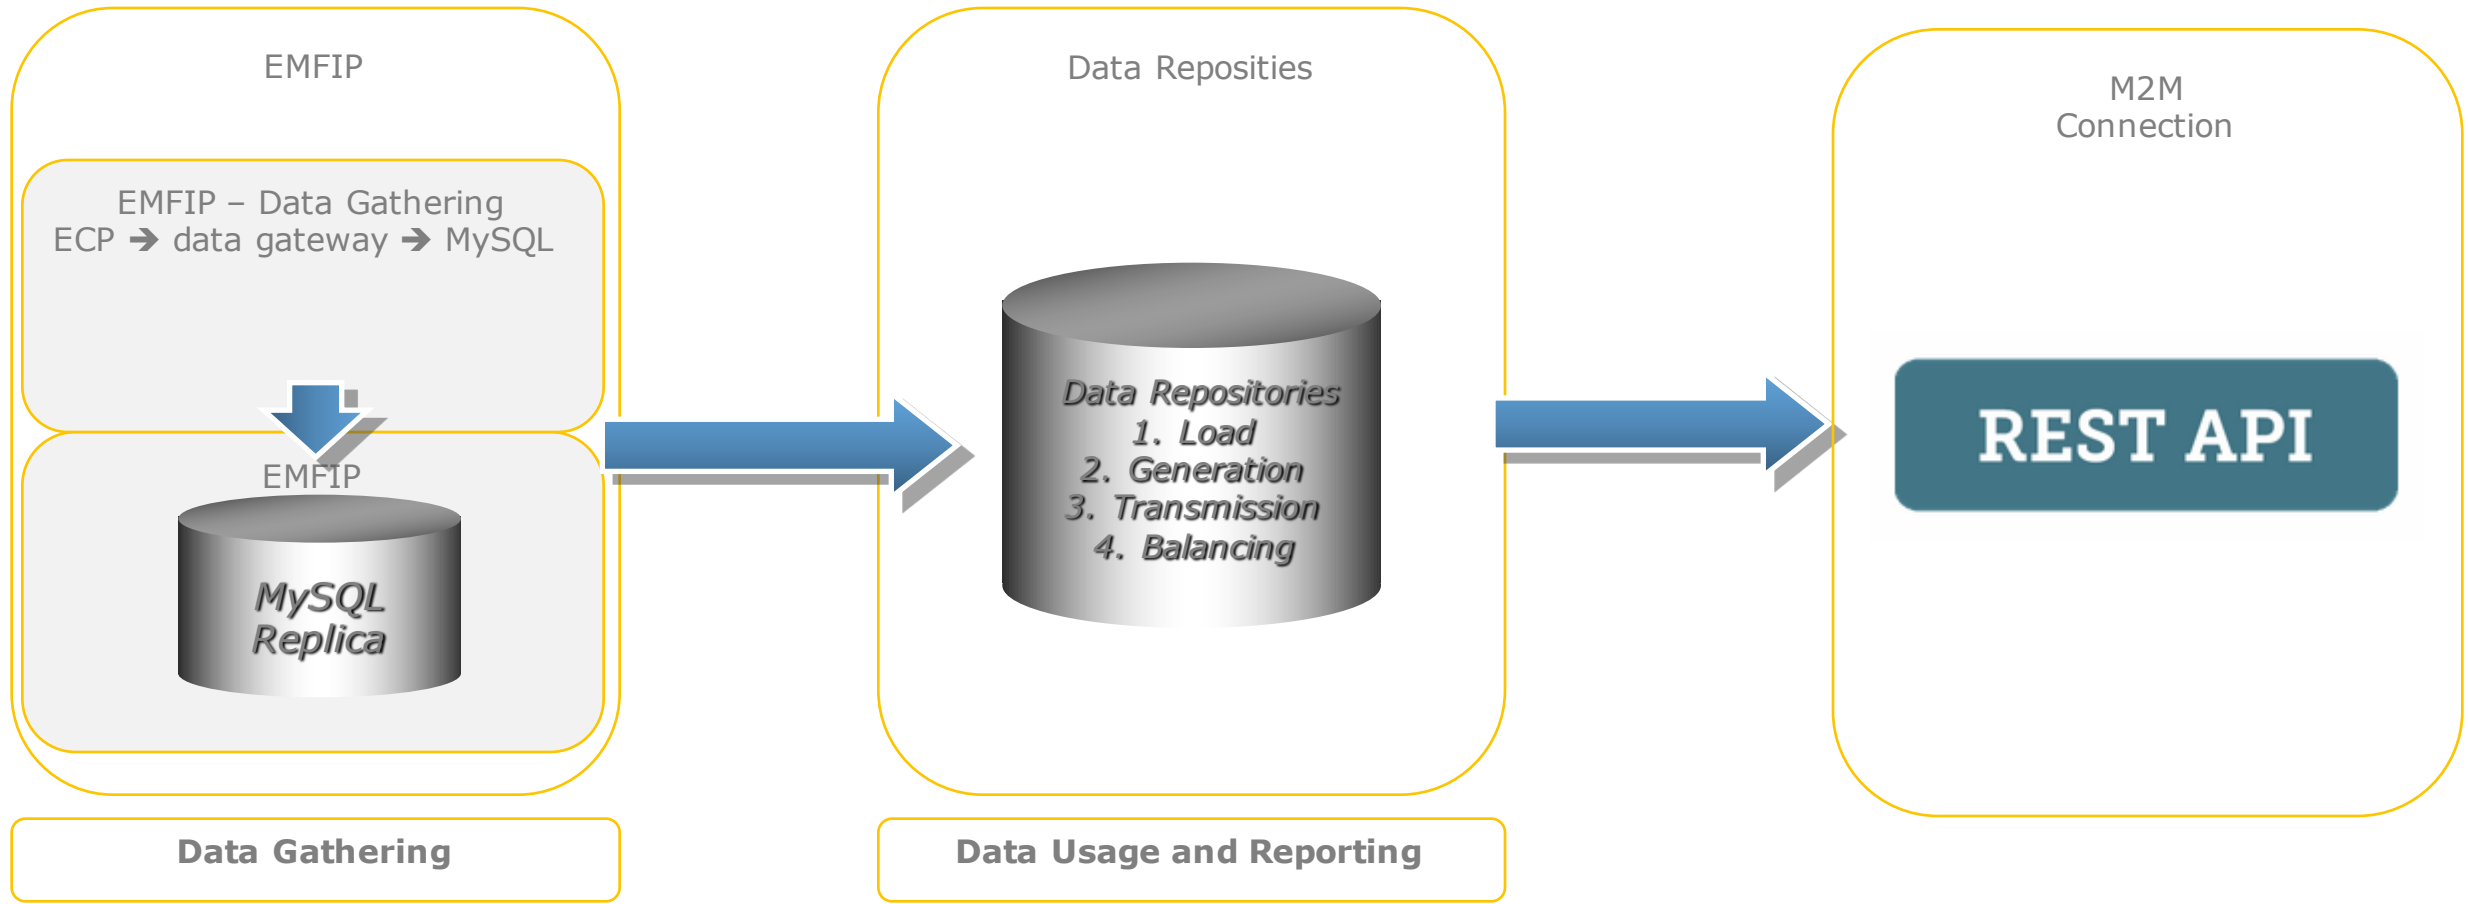 EMFIP
EMFIP – Data Gathering
ECP ➔ data gateway ➔ MySQL
EMFIP
MySQL
Replica
Data Gathering
Data Reposities
Data Repositories
1. Load
2. Generation
3. Transmission
4. Balancing
Data Usage and Reporting
M2M
Connection
REST API